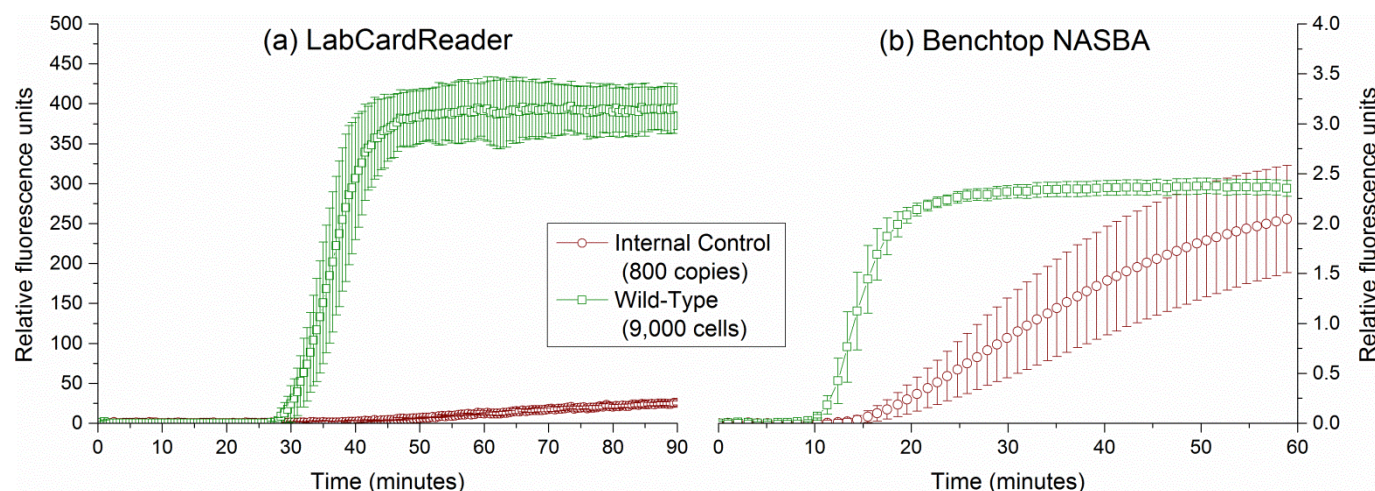 (a) LabCardReader
(b) Benchtop NASBA
Relative fluorescence units
500
450
400
350
300
250
200
150
100
50
0
0 10 20 30 40 50 60 70 80 90
Time (minutes)
Internal Control
(800 copies)
Wild-Type
(9,000 cells)
0 10 20 30 40 50 60
Time (minutes)
4.0
3.5
3.0
2.5
2.0
1.5
1.0
0.5
0.0
Relative fluorescence units